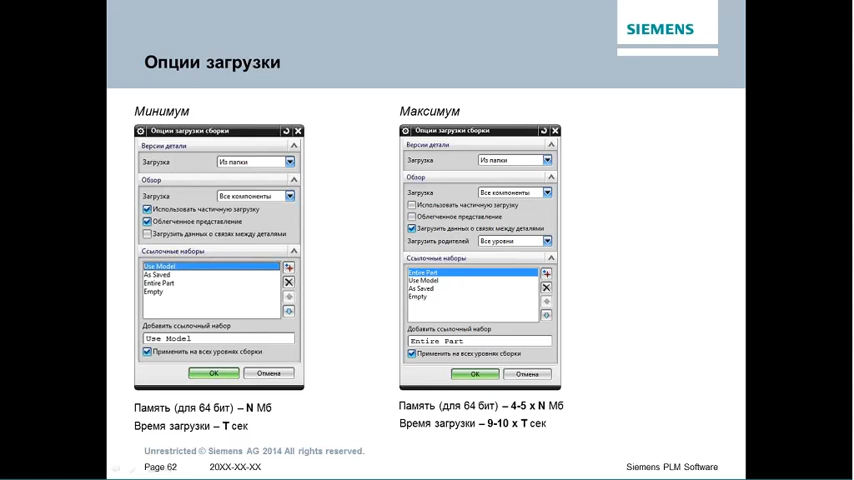 SIEMENS
Опции загрузки
Минимум
Опции загрузки сборки
Версии детали
Загрузка Из папки
Обзор
Загрузка Все компоненты
Использовать частичную загрузку
Облегченное представление
Загрузить данные о связях между деталями
Ссылочные наборы
Use Model
As Saved
Entire Part
Empty
Добавить ссылочный набор
Use Model
Применить на всех уровнях сборки
OK Отмена
Память (для 64 бит) – N Мб
Время загрузки – T сек
Максимум
Опции загрузки сборки
Версии детали
Загрузка Из папки
Обзор
Загрузка Все компоненты
Использовать частичную загрузку
Облегченное представление
Загрузить данные о связях между деталями
Загрузить родителей Все уровни
Ссылочные наборы
Entire Part
Use Model
As Saved
Empty
Добавить ссылочный набор
Entire Part
Применить на всех уровнях сборки
OK Отмена
Память (для 64 бит) – 4-5 x N Мб
Время загрузки – 9-10 x T сек
Unrestricted © Siemens AG 2014 All rights reserved.
Page 62 20XX-XX-XX Siemens PLM Software